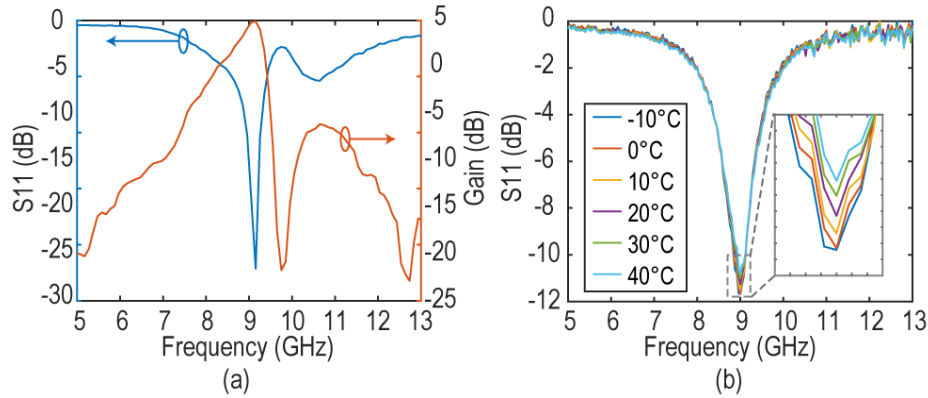 0
-5
-10
-15
-20
-25
-30
S11 (dB)
5
0
-5
-10
-15
-20
-25
Gain (dB)
5 6 7 8 9 10 11 12 13
Frequency (GHz)
(a)
0
-2
-4
-6
-8
-10
-12
S11 (dB)
-10°C
0°C
10°C
20°C
30°C
40°C
5 6 7 8 9 10 11 12 13
Frequency (GHz)
(b)